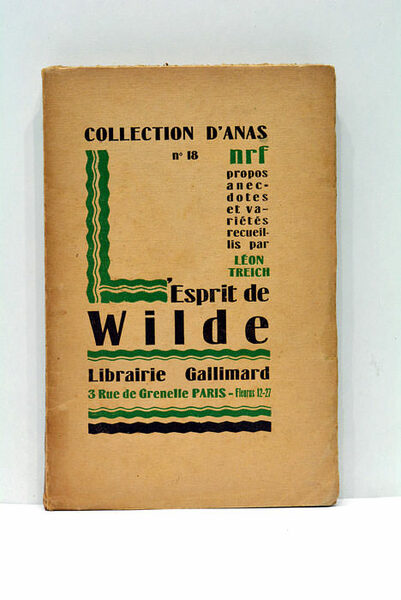 COLLECTION D'ANAS
n° 18
nrf
propos
anec-
dotes
et va-
riétés
recueil-
lis par
LÉON
TREICH
L'Esprit de
Wilde
Librairie Gallimard
3 Rue de Grenelle PARIS - Fleurus 12-27